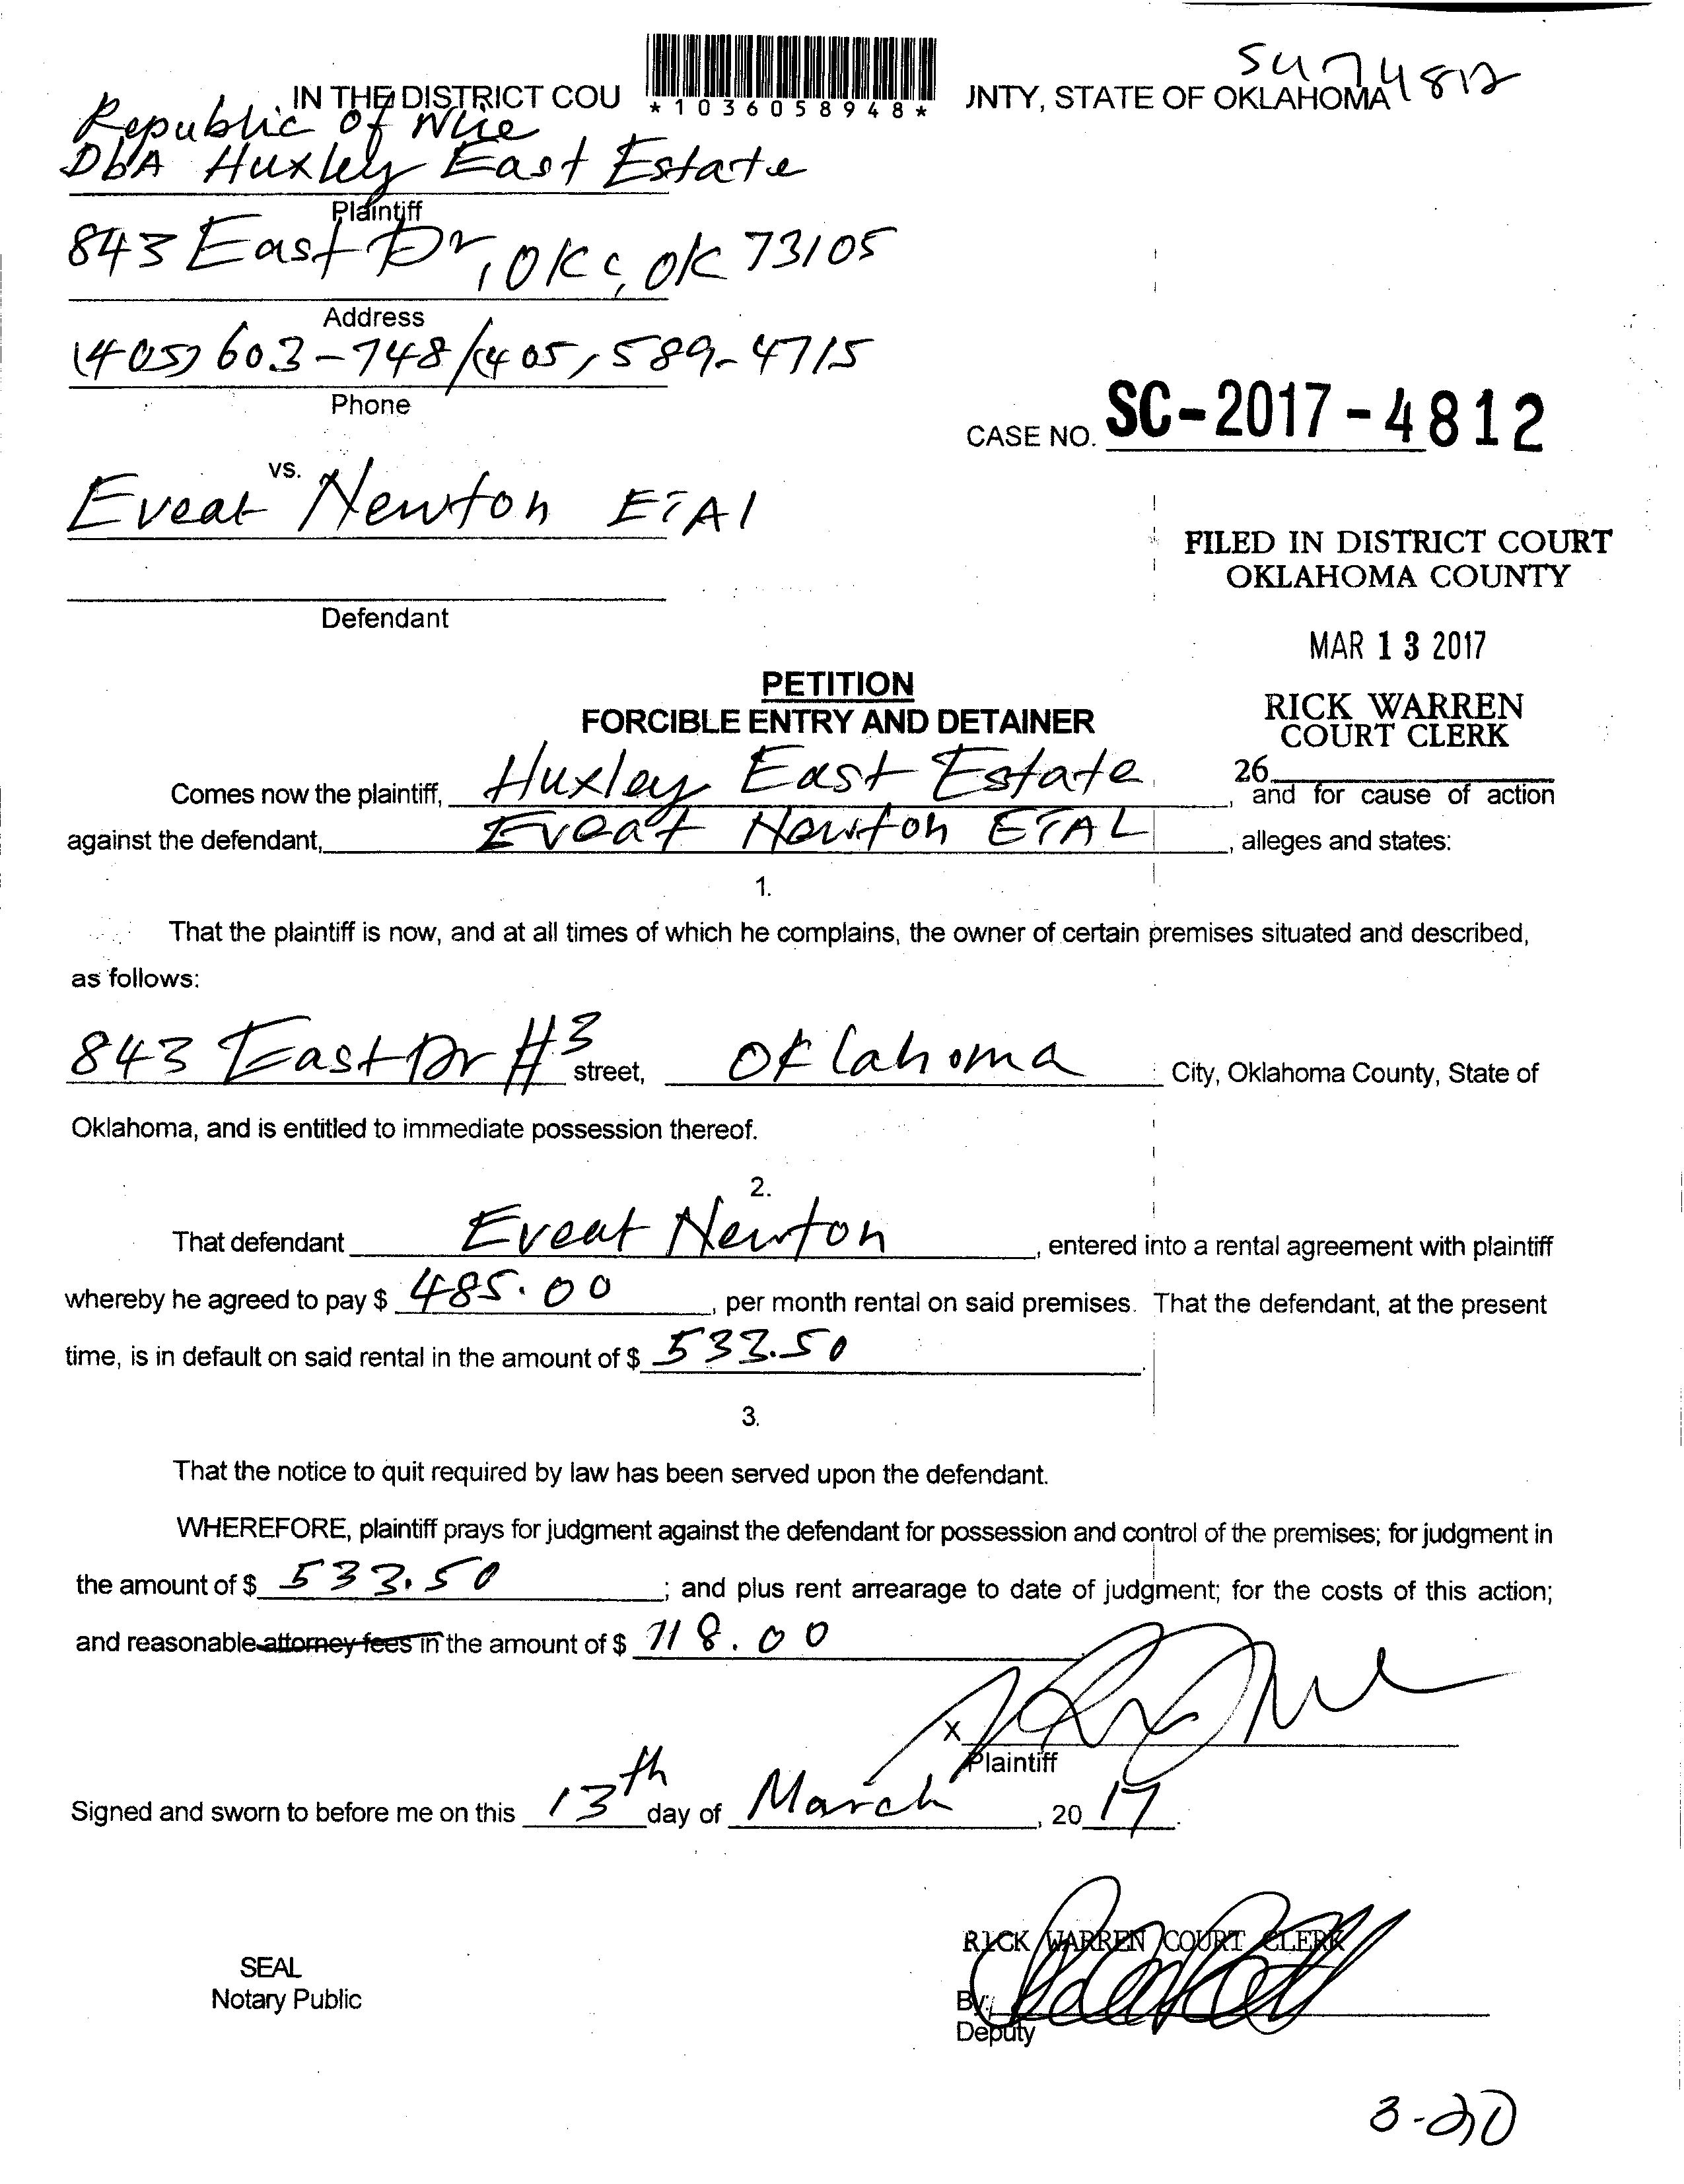 SC 17 4812
IN THE DISTRICT COU *1036058948* JNTY, STATE OF OKLAHOMA
Republic of Nue
DbA Huxley East Estate
Plaintiff
843 East Dr, OKC, OK 73105
Address
(405) 603-748/(405) 589-4715
Phone
CASE NO. SC-2017-4812
vs.
Eveat Newton ETAl
FILED IN DISTRICT COURT
OKLAHOMA COUNTY
Defendant
MAR 13 2017
PETITION
FORCIBLE ENTRY AND DETAINER
RICK WARREN
COURT CLERK
26
Comes now the plaintiff, Huxley East Estate, and for cause of action
against the defendant, Eveat Newton ETAL, alleges and states:
1.
That the plaintiff is now, and at all times of which he complains, the owner of certain premises situated and described,
as follows:
843 East Dr #3 street, Oklahoma City, Oklahoma County, State of
Oklahoma, and is entitled to immediate possession thereof.
2.
That defendant Eveat Newton, entered into a rental agreement with plaintiff
whereby he agreed to pay $ 485.00, per month rental on said premises. That the defendant, at the present
time, is in default on said rental in the amount of $ 533.50.
3.
That the notice to quit required by law has been served upon the defendant.
WHEREFORE, plaintiff prays for judgment against the defendant for possession and control of the premises; for judgment in
the amount of $ 533.50; and plus rent arrearage to date of judgment; for the costs of this action;
and reasonable attorney fees in the amount of $ 118.00
X
Plaintiff
Signed and sworn to before me on this 13th day of March, 2017.
RICK WARREN COURT CLERK
SEAL
Notary Public
By:
Deputy
3-20